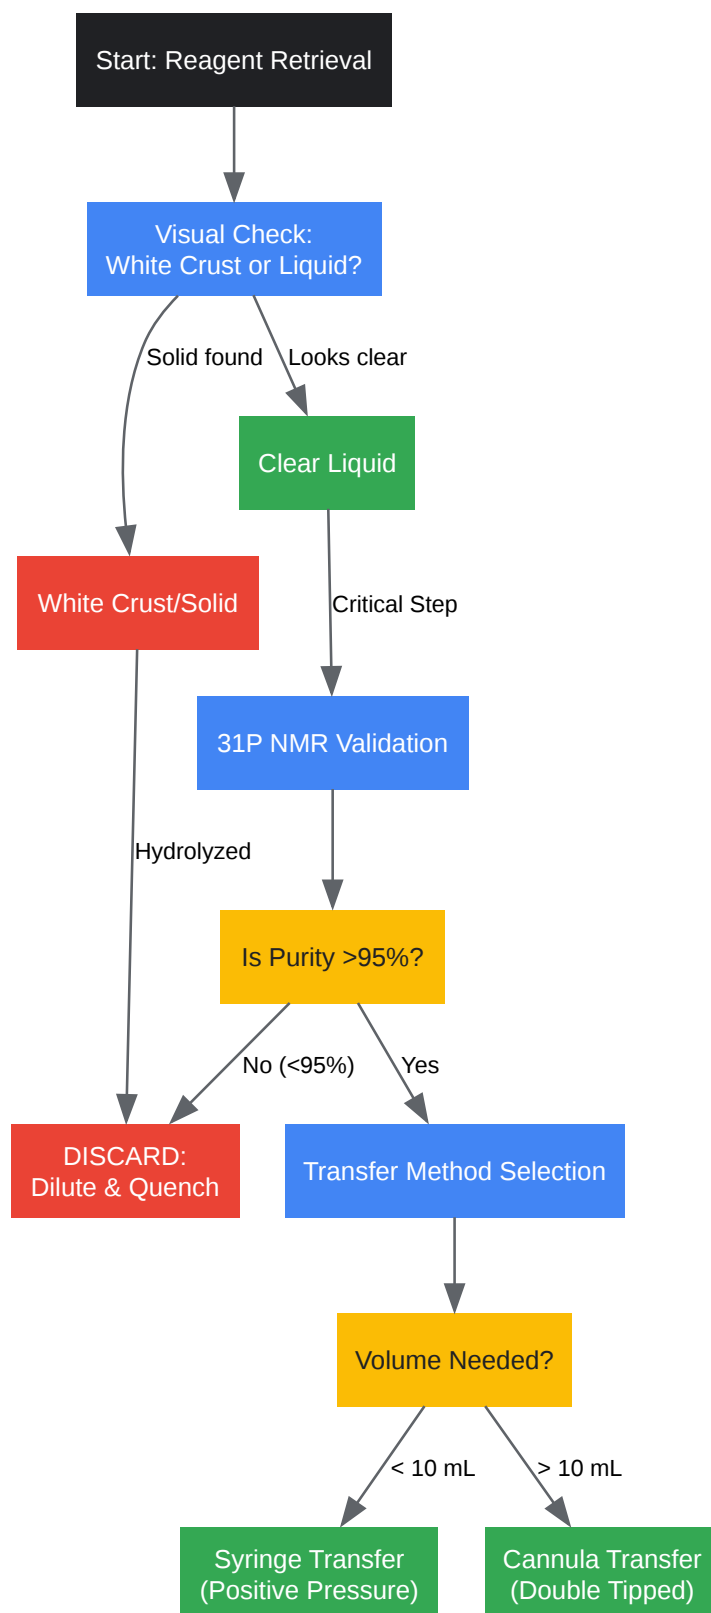 Start: Reagent Retrieval
Visual Check:
White Crust or Liquid?
Solid found
Looks clear
Clear Liquid
White Crust/Solid
Critical Step
31P NMR Validation
Hydrolyzed
Is Purity >95%?
No (<95%)
Yes
DISCARD:
Dilute & Quench
Transfer Method Selection
Volume Needed?
< 10 mL
> 10 mL
Syringe Transfer
(Positive Pressure)
Cannula Transfer
(Double Tipped)